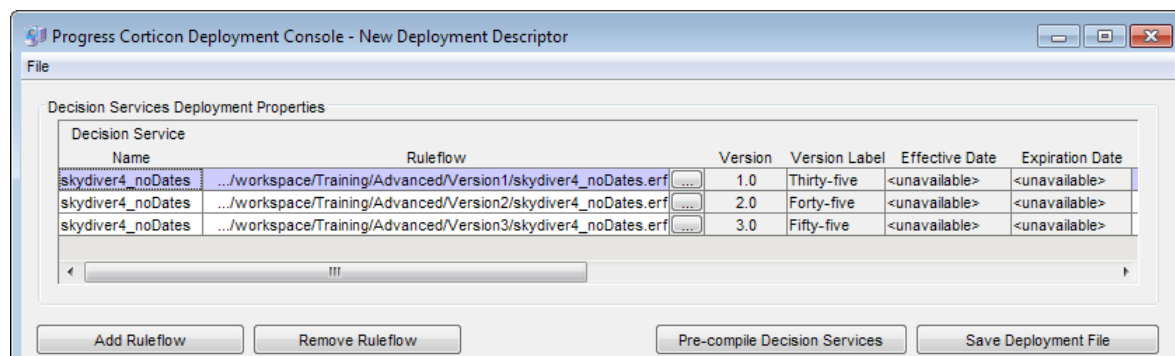 Progress Corticon Deployment Console - New Deployment Descriptor
File
Decision Services Deployment Properties
Decision Service
Name Ruleflow Version Version Label Effective Date Expiration Date
skydiver4_noDates .../workspace/Training/Advanced/Version1/skydiver4_noDates.erf ... 1.0 Thirty-five <unavailable> <unavailable>
skydiver4_noDates .../workspace/Training/Advanced/Version2/skydiver4_noDates.erf ... 2.0 Forty-five <unavailable> <unavailable>
skydiver4_noDates .../workspace/Training/Advanced/Version3/skydiver4_noDates.erf ... 3.0 Fifty-five <unavailable> <unavailable>
Add Ruleflow Remove Ruleflow Pre-compile Decision Services Save Deployment File